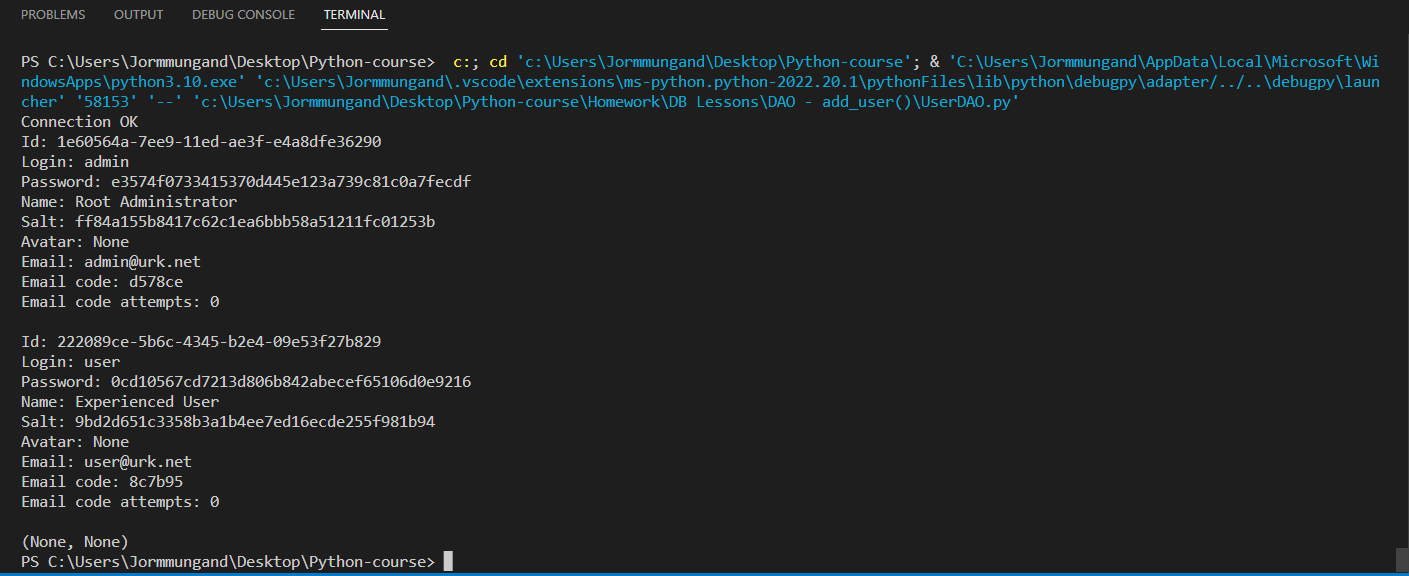 PROBLEMS OUTPUT DEBUG CONSOLE TERMINAL
PS C:\Users\Jormmungand\Desktop\Python-course>  c:; cd 'c:\Users\Jormmungand\Desktop\Python-course'; & 'C:\Users\Jormmungand\AppData\Local\Microsoft\Wi
ndowsApps\python3.10.exe' 'c:\Users\Jormmungand\.vscode\extensions\ms-python.python-2022.20.1\pythonFiles\lib\python\debugpy\adapter/../..\debugpy\laun
cher' '58153' '--' 'c:\Users\Jormmungand\Desktop\Python-course\Homework\DB Lessons\DAO - add_user()\UserDAO.py'
Connection OK
Id: 1e60564a-7ee9-11ed-ae3f-e4a8dfe36290
Login: admin
Password: e3574f0733415370d445e123a739c81c0a7fecdf
Name: Root Administrator
Salt: ff84a155b8417c62c1ea6bbb58a51211fc01253b
Avatar: None
Email: admin@urk.net
Email code: d578ce
Email code attempts: 0
Id: 222089ce-5b6c-4345-b2e4-09e53f27b829
Login: user
Password: 0cd10567cd7213d806b842abecef65106d0e9216
Name: Experienced User
Salt: 9bd2d651c3358b3a1b4ee7ed16ecde255f981b94
Avatar: None
Email: user@urk.net
Email code: 8c7b95
Email code attempts: 0
(None, None)
PS C:\Users\Jormmungand\Desktop\Python-course>